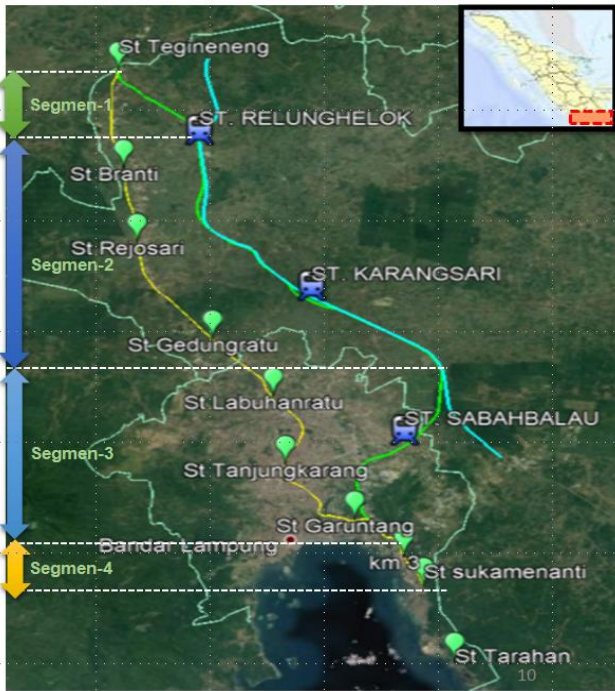 St Tegineneng
Segmen-1
ST. RELUNGHELOK
St Branti
St Rejosari
Segmen-2
ST. KARANGSARI
St Gedungratu
St Labuhanratu
ST. SABAHBALAU
Segmen-3
St Tanjungkarang
St Garuntang
Bandar Lampung
km 3
Segmen-4
St sukamenanti
St Tarahan
10